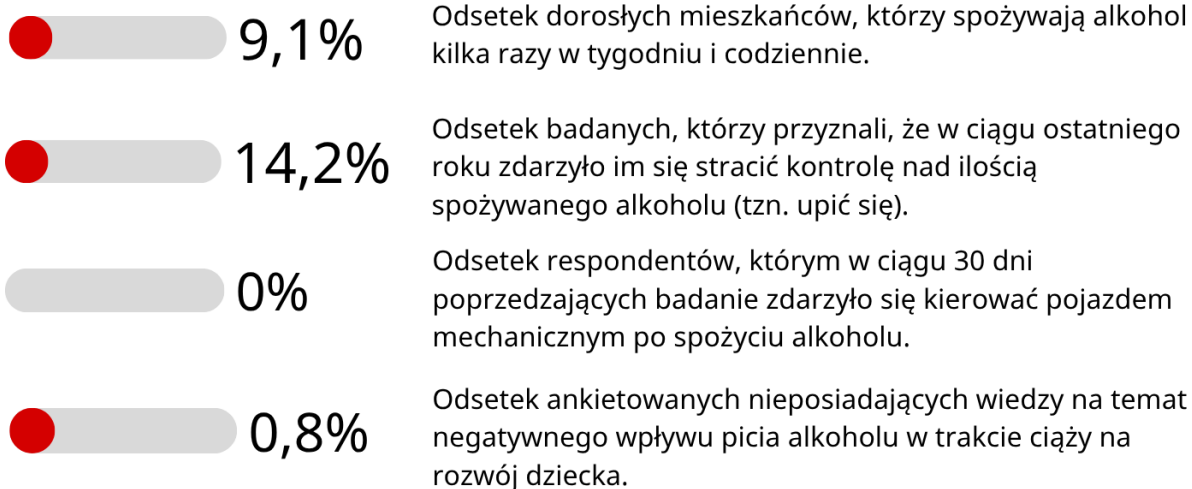 9,1%
Odsetek dorosłych mieszkańców, którzy spożywają alkohol
kilka razy w tygodniu i codziennie.
14,2%
Odsetek badanych, którzy przyznali, że w ciągu ostatniego
roku zdarzyło im się stracić kontrolę nad ilością
spożywanego alkoholu (tzn. upić się).
0%
Odsetek respondentów, którym w ciągu 30 dni
poprzedzających badanie zdarzyło się kierować pojazdem
mechanicznym po spożyciu alkoholu.
0,8%
Odsetek ankietowanych nieposiadających wiedzy na temat
negatywnego wpływu picia alkoholu w trakcie ciąży na
rozwój dziecka.